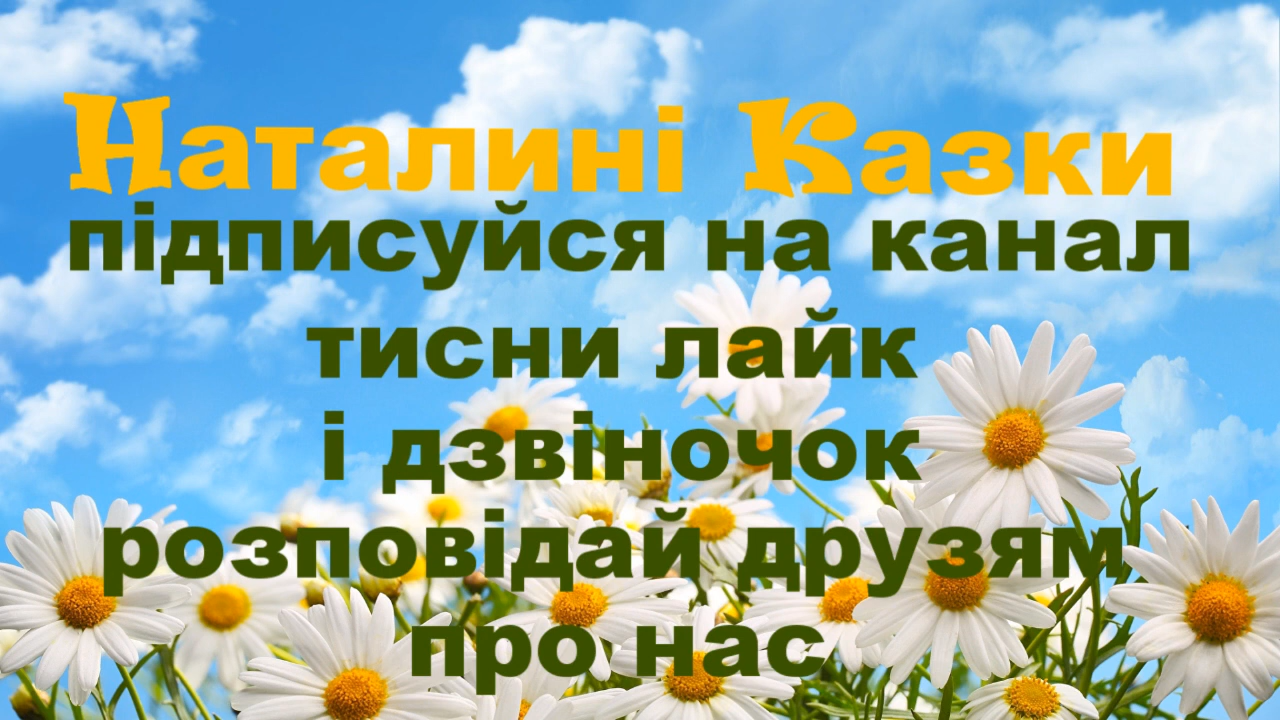 Наталині Казки
підписуйся на канал
тисни лайк
і дзвіночок
розповідай друзям
про нас